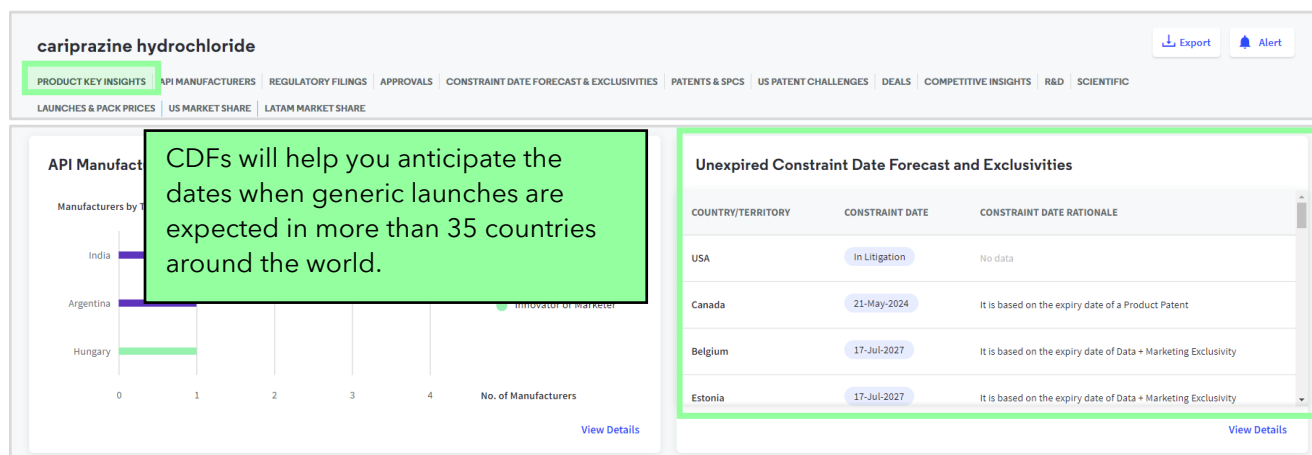 cariprazine hydrochloride
Export
Alert
PRODUCT KEY INSIGHTS
API MANUFACTURERS
REGULATORY FILINGS
APPROVALS
CONSTRAINT DATE FORECAST & EXCLUSIVITIES
PATENTS & SPCS
US PATENT CHALLENGES
DEALS
COMPETITIVE INSIGHTS
R&D
SCIENTIFIC
LAUNCHES & PACK PRICES
US MARKET SHARE
LATAM MARKET SHARE
API
Manufacturers by
CDFs will help you anticipate the
dates when generic launches are
expected in more than 35 countries
around the world.
India
Argentina
Hungary
0 1 2 3 4 No. of Manufacturers
View Details
Unexpired Constraint Date Forecast and Exclusivities
COUNTRY/TERRITORY CONSTRAINT DATE CONSTRAINT DATE RATIONALE
USA In Litigation No data
Canada 21-May-2024 It is based on the expiry date of a Product Patent
Belgium 17-Jul-2027 It is based on the expiry date of Data + Marketing Exclusivity
Estonia 17-Jul-2027 It is based on the expiry date of Data + Marketing Exclusivity
View Details